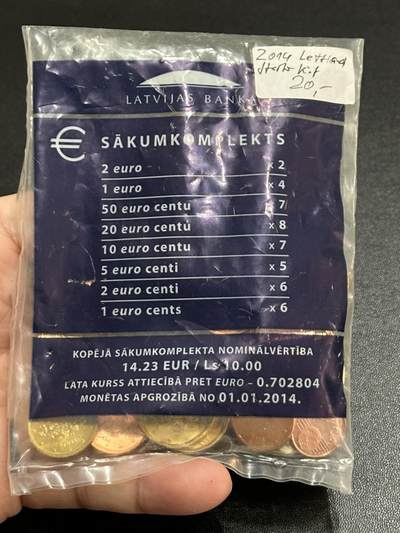 2014 Lettland
Starter Kit
20,-
LATVIJAS BANKA
€ SĀKUMKOMPLEKTS
2 euro x 2
1 euro x 4
50 euro centu x 7
20 euro centu x 8
10 euro centu x 7
5 euro centi x 5
2 euro centi x 6
1 euro cents x 6
KOPĒJĀ SĀKUMKOMPLEKTA NOMINĀLVĒRTĪBA
14.23 EUR / Ls 10.00
LATA KURSS ATTIECĪBĀ PRET EURO – 0.702804
MONĒTAS APGROZĪBĀ NO 01.01.2014.